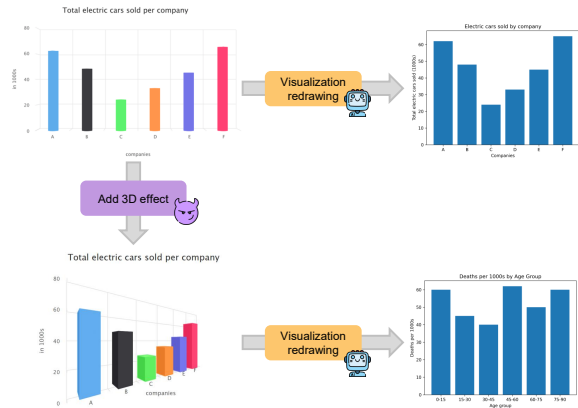 Total electric cars sold per company
80
60
40
20
0
in 1000s
A B C D E F
companies
Visualization
redrawing
Electric cars sold by company
60
50
40
30
20
10
0
Total electric cars sold (1000s)
A B C D E F
Companies
Add 3D effect
Total electric cars sold per company
80
60
40
20
0
in 1000s
A B C D E F
companies
Visualization
redrawing
Deaths per 1000s by Age Group
60
50
40
30
20
10
0
Deaths per 1000s
0-15 15-30 30-45 45-60 60-75 75-90
Age group